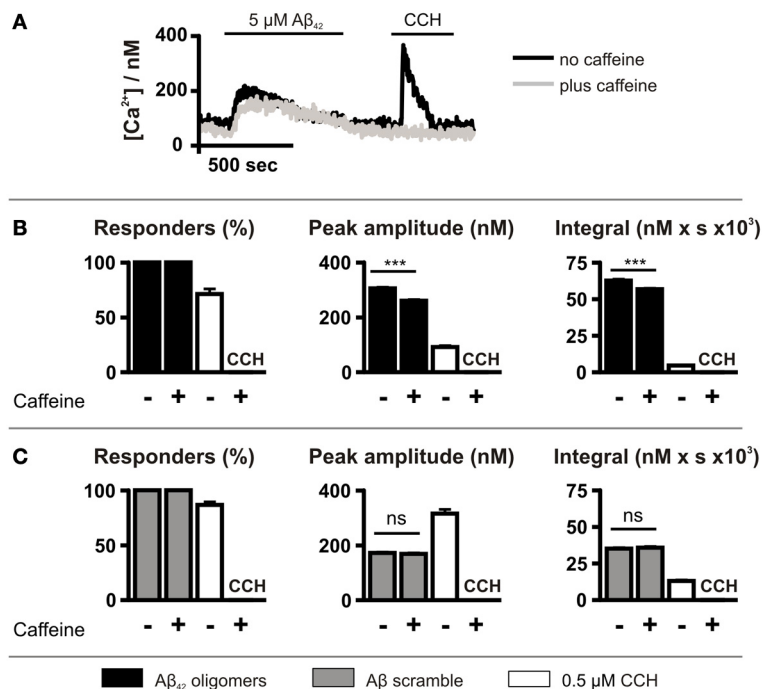 A
5 µM Aβ₄₂ CCH
[Ca²⁺] / nM
400
200
0
500 sec
no caffeine
plus caffeine
B
Responders (%) Peak amplitude (nM) Integral (nM x s x10³)
100
50
0
CCH
400
200
0
***
CCH
75
50
25
0
***
CCH
Caffeine - + - + - + - + - + - +
C
Responders (%) Peak amplitude (nM) Integral (nM x s x10³)
100
50
0
CCH
400
200
0
ns
CCH
75
50
25
0
ns
CCH
Caffeine - + - + - + - + - + - +
Aβ₄₂ oligomers Aβ scramble 0.5 µM CCH